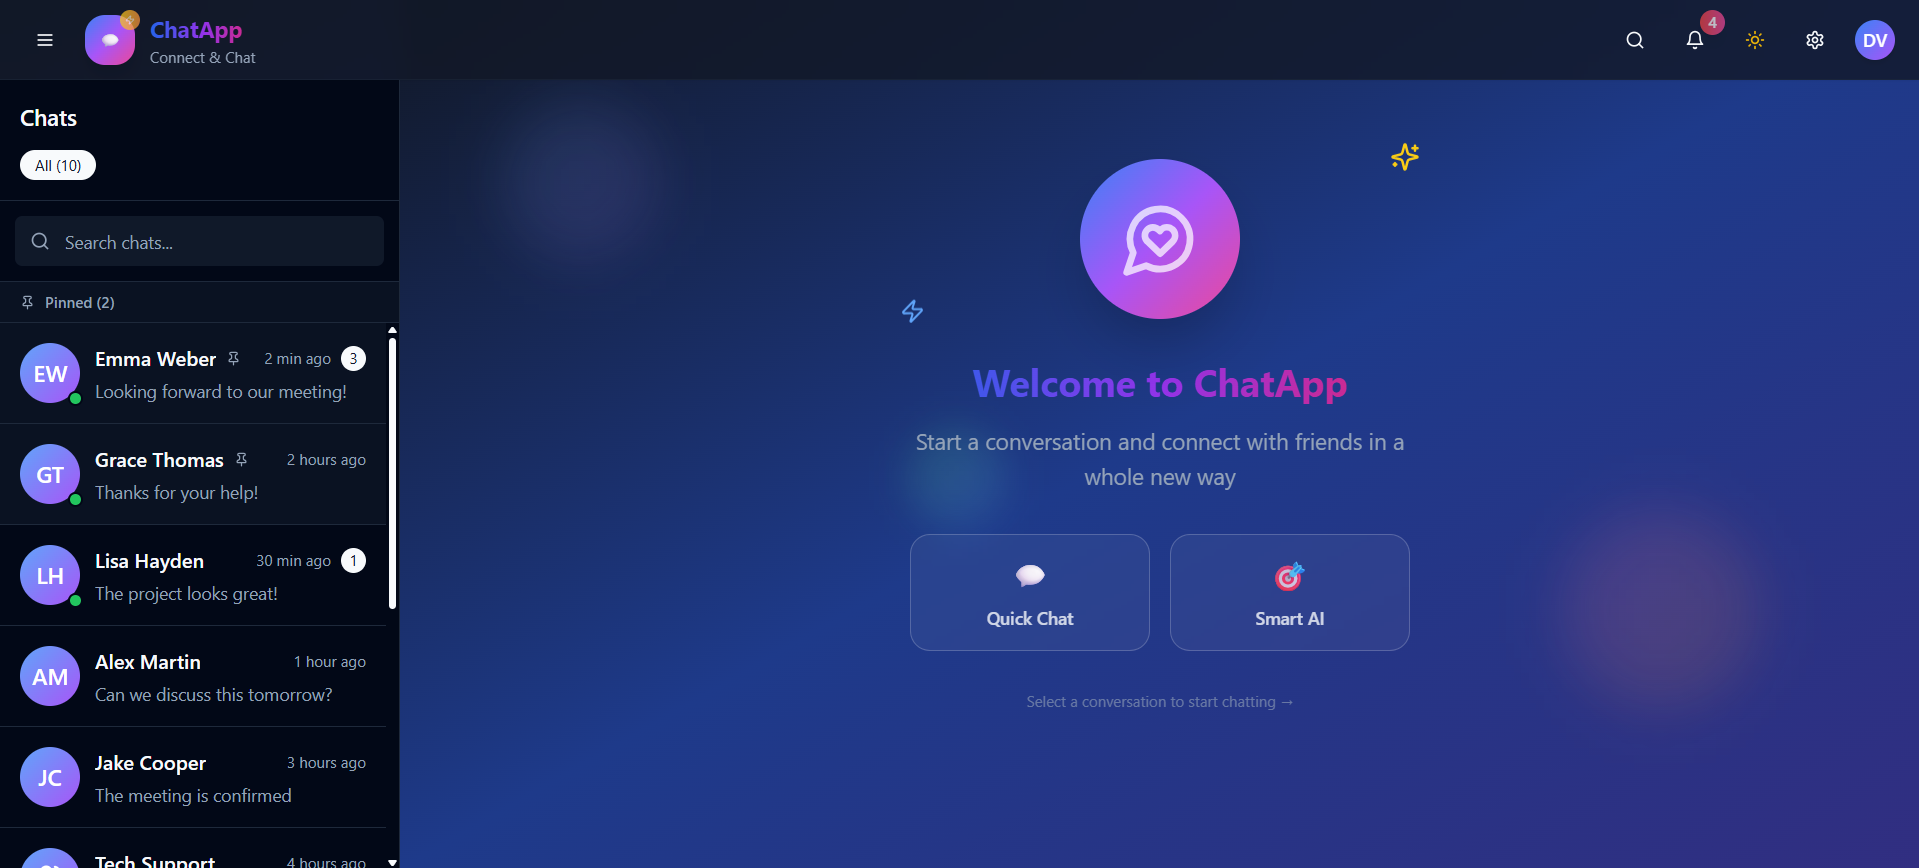 ChatApp
Connect & Chat
4
DV
Chats
All (10)
Search chats...
Pinned (2)
EW
Emma Weber
2 min ago
3
Looking forward to our meeting!
GT
Grace Thomas
2 hours ago
Thanks for your help!
LH
Lisa Hayden
30 min ago
1
The project looks great!
AM
Alex Martin
1 hour ago
Can we discuss this tomorrow?
JC
Jake Cooper
3 hours ago
The meeting is confirmed
Tech Support
4 hours ago
Welcome to ChatApp
Start a conversation and connect with friends in a
whole new way
Quick Chat
Smart AI
Select a conversation to start chatting →